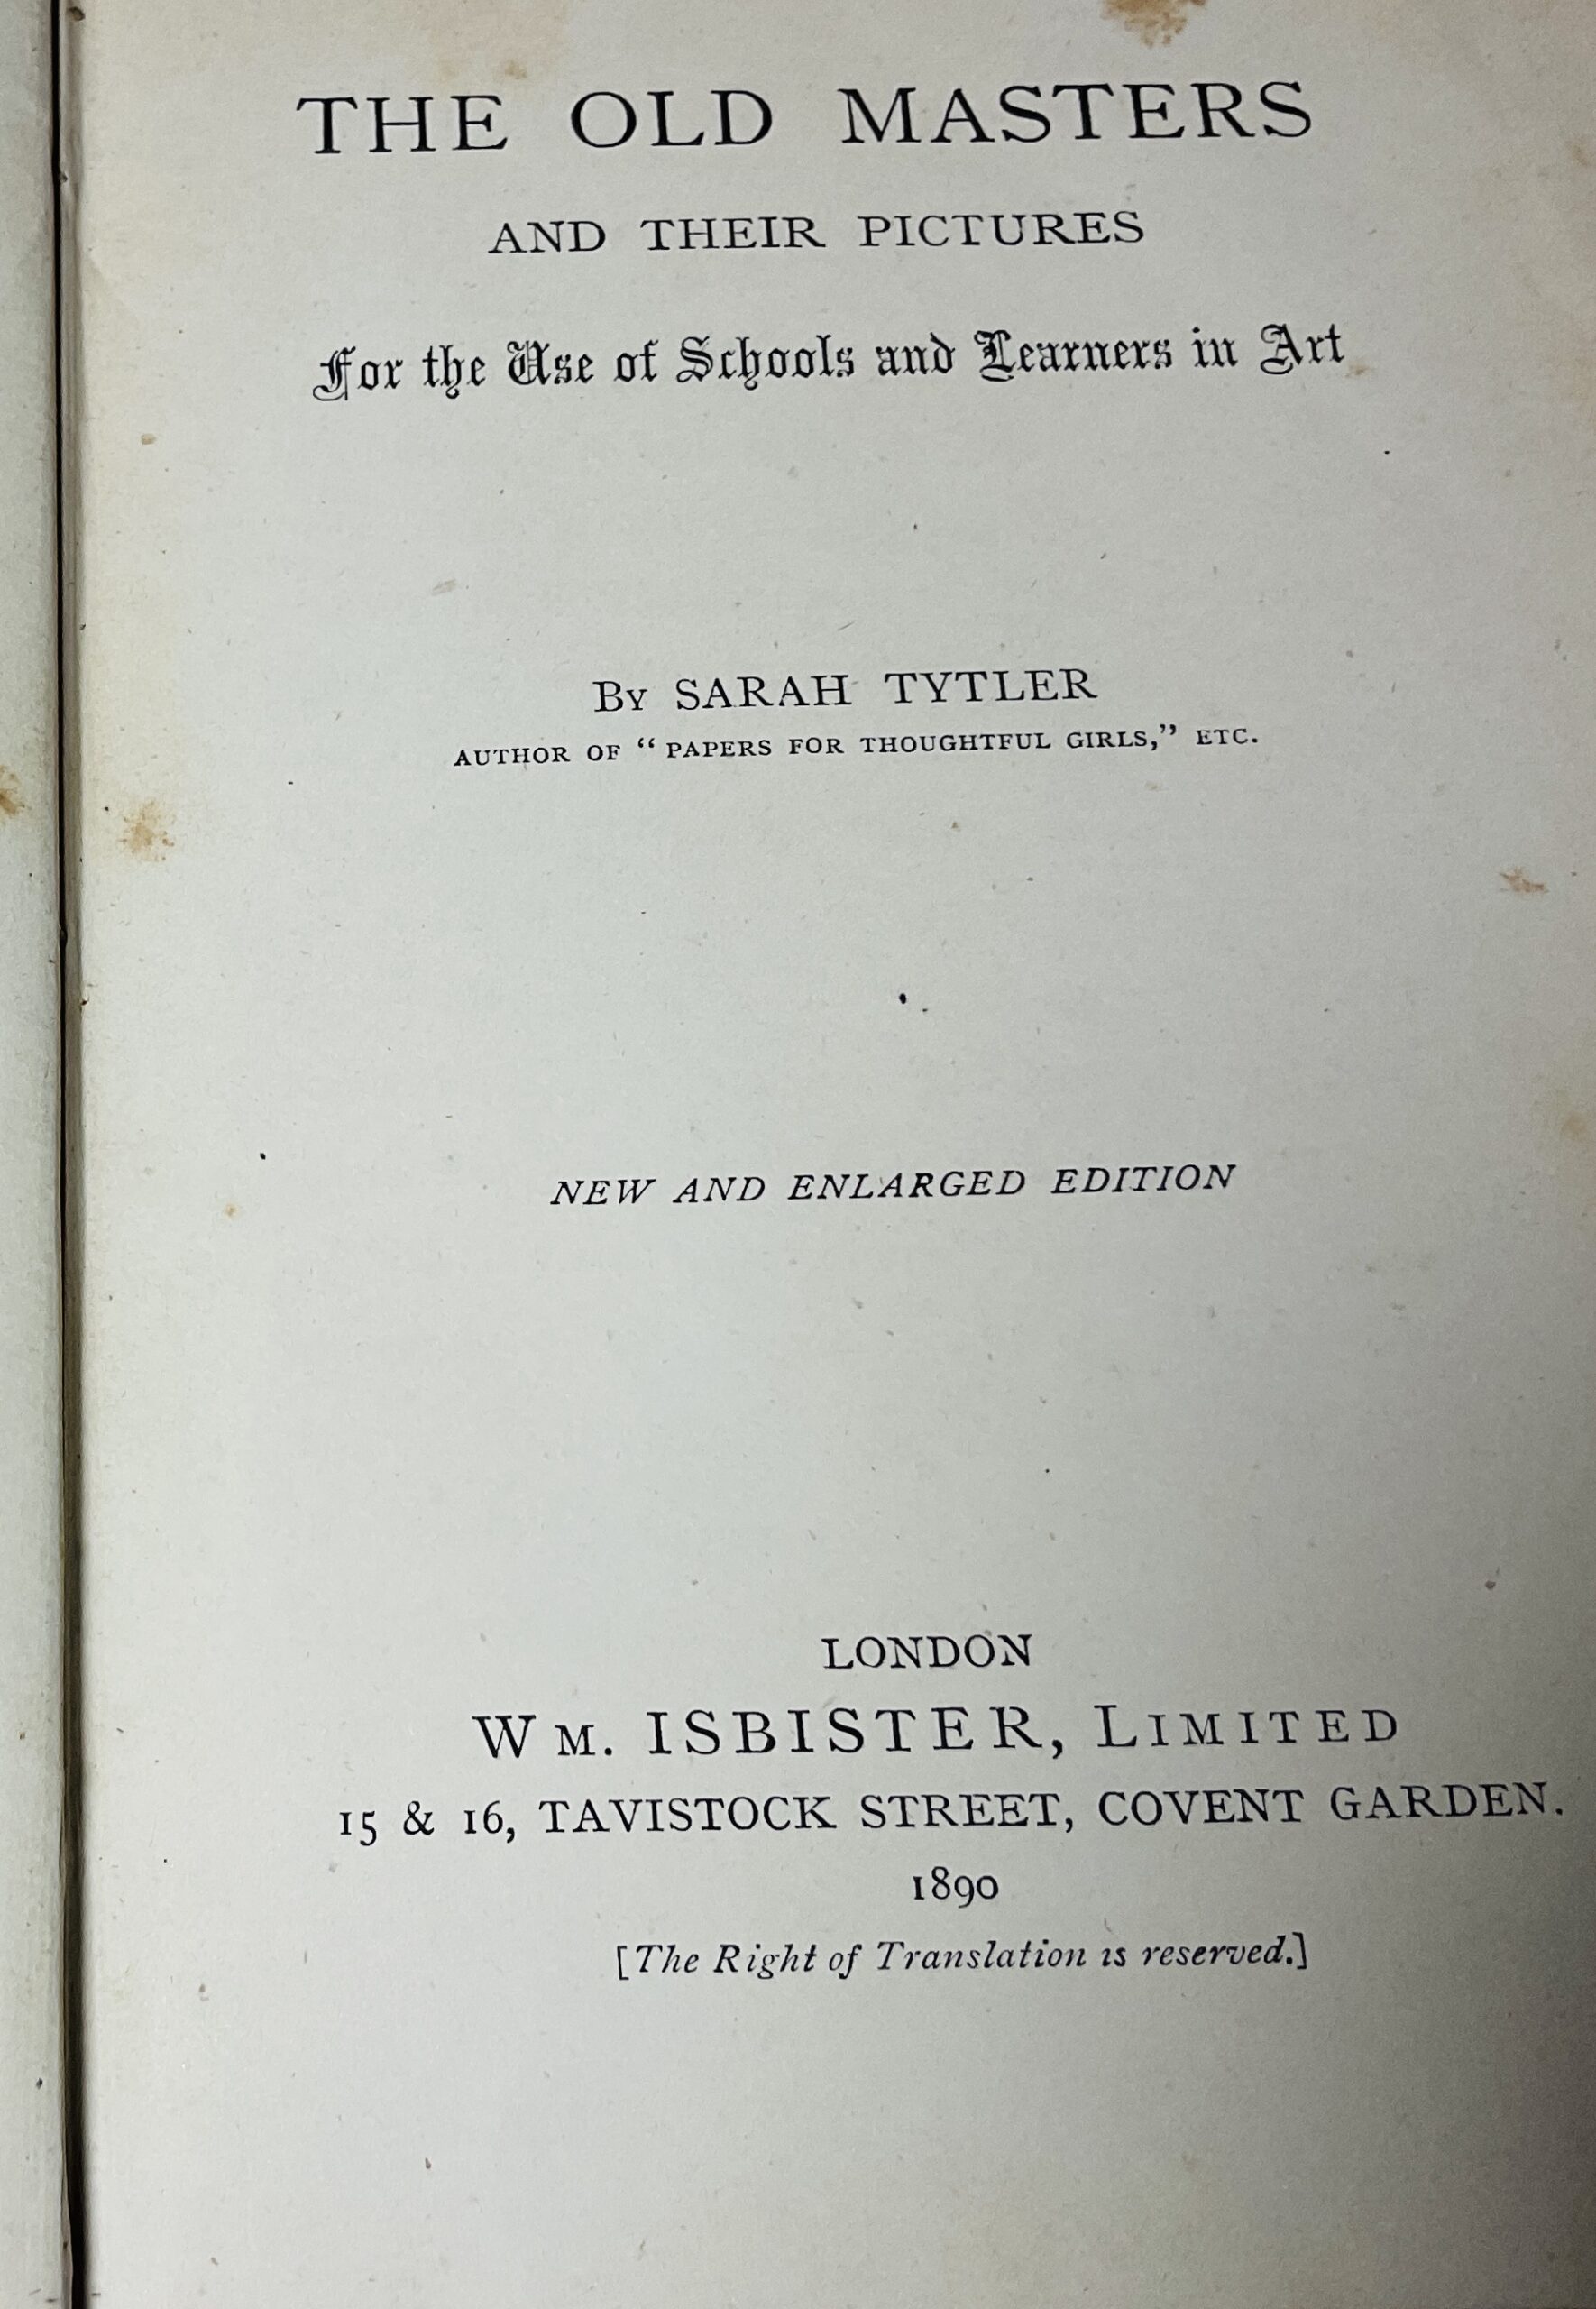 THE OLD MASTERS
AND THEIR PICTURES
For the Use of Schools and Learners in Art
By SARAH TYTLER
AUTHOR OF “ PAPERS FOR THOUGHTFUL GIRLS,” ETC.
NEW AND ENLARGED EDITION
LONDON
WM. ISBISTER, LIMITED
15 & 16, TAVISTOCK STREET, COVENT GARDEN.
1890
[The Right of Translation is reserved.]